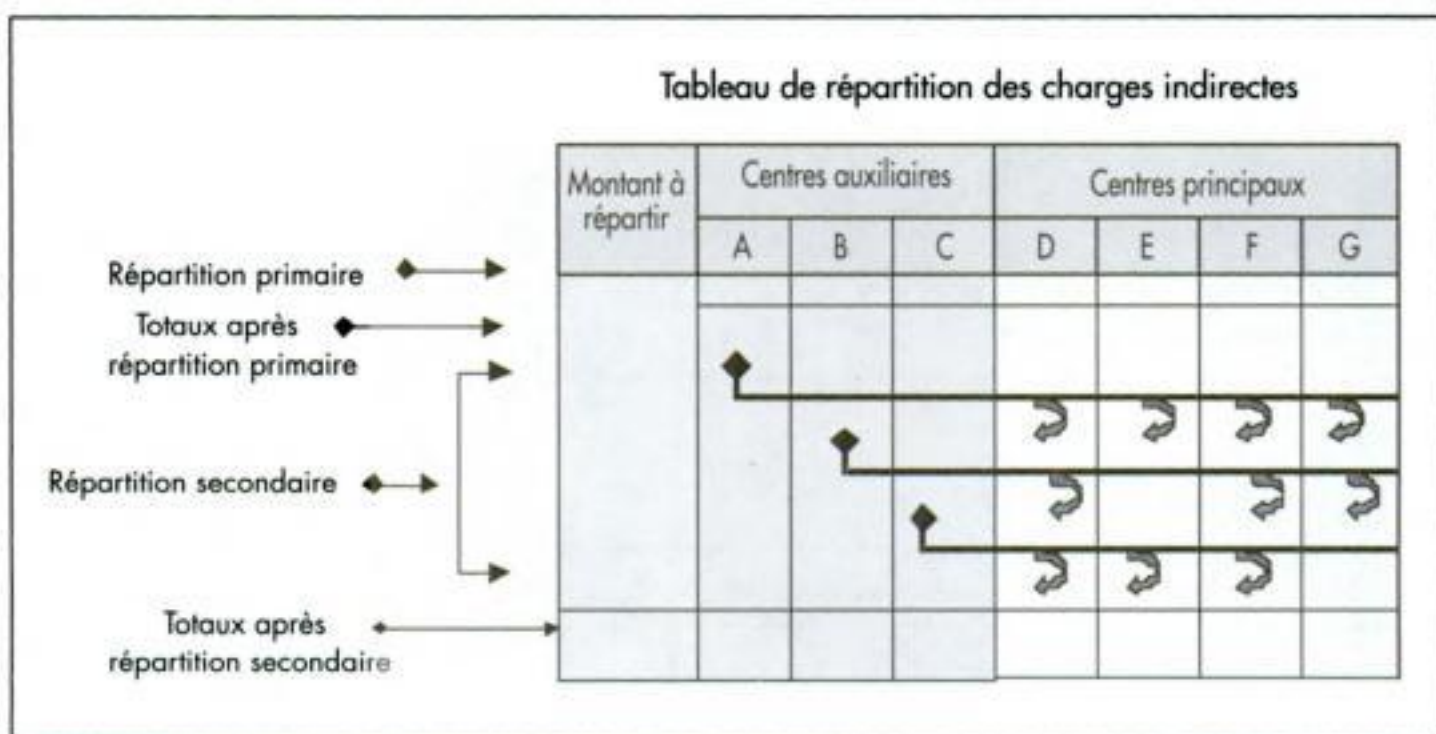 Tableau de répartition des charges indirectes
Montant à
répartir
Centres auxiliaires
Centres principaux
A B C D E F G
Répartition primaire
Totaux après
répartition primaire
Répartition secondaire
Totaux après
répartition secondaire